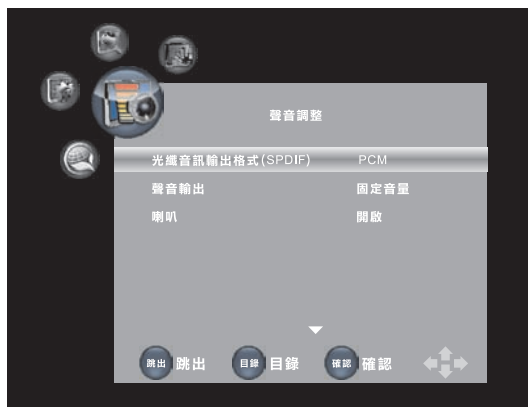 聲音調整
光纖音訊輸出格式(SPDIF) PCM
聲音輸出 固定音量
喇叭 開啟
跳出 跳出 目錄 目錄 確認 確認